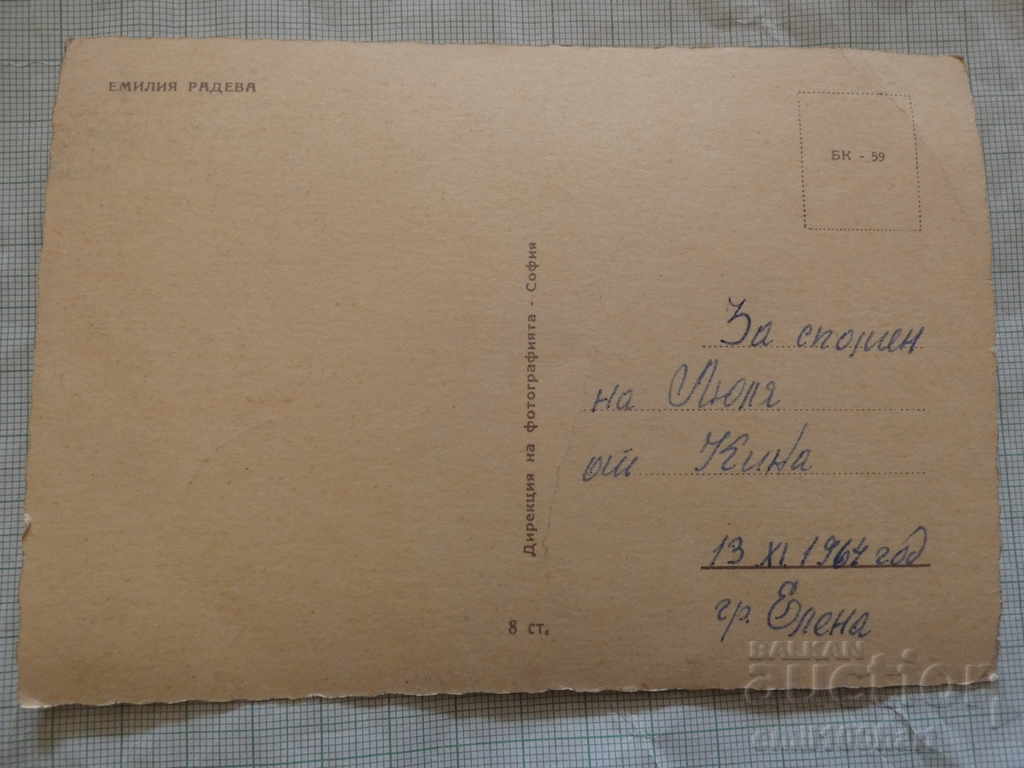 ЕМИЛИЯ РАДЕВА
БК - 59
Дирекция на фотографията - София
8 ст.
За спомен
на Люля
от Кина
13 XI. 1964 год
гр. Елена
BALKAN
auction